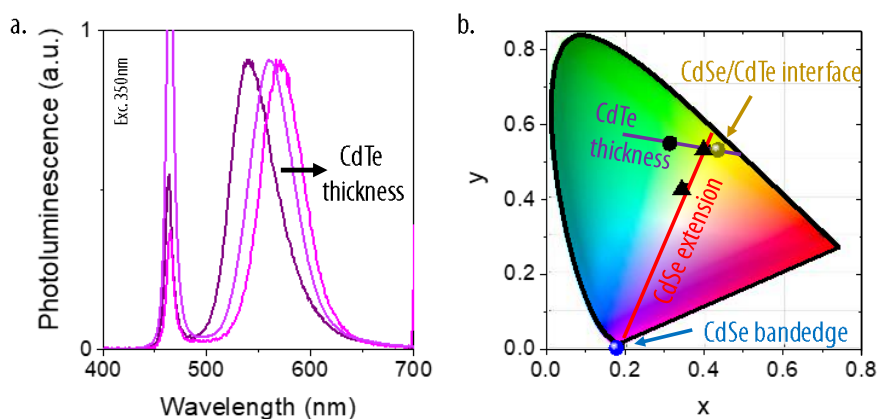 a.
Photoluminescence (a.u.)
1
0
Exc. 350nm
CdTe
thickness
400
500
600
700
Wavelength (nm)
b.
y
0.8
0.6
0.4
0.2
0.0
CdSe/CdTe interface
CdTe
thickness
CdSe extension
CdSe bandedge
0.0
0.2
0.4
0.6
0.8
x